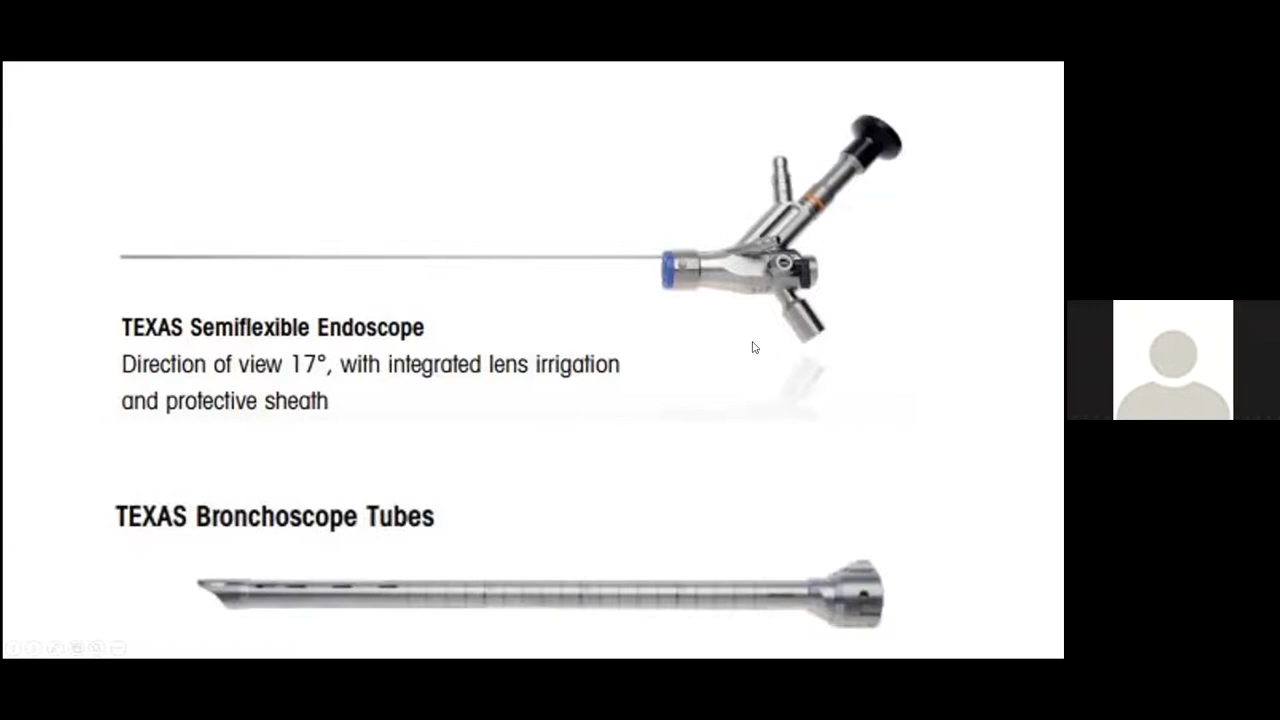 TEXAS Semiflexible Endoscope
Direction of view 17°, with integrated lens irrigation
and protective sheath
TEXAS Bronchoscope Tubes